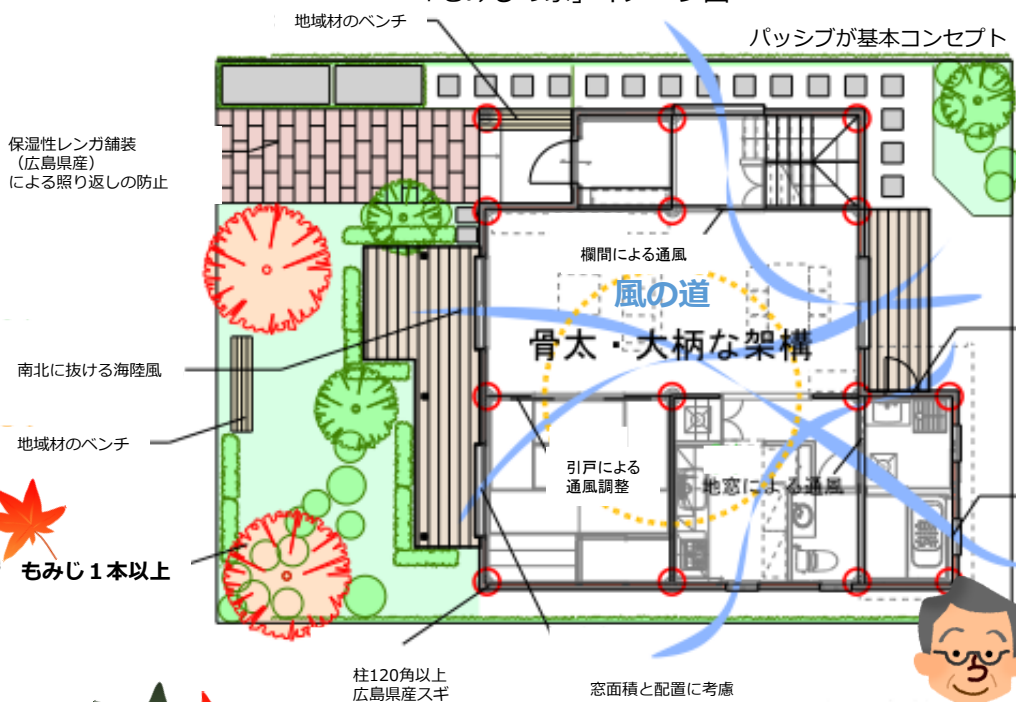 地域材のベンチ
パッシブが基本コンセプト
保湿性レンガ舗装
（広島県産）
による照り返しの防止
欄間による通風
風の道
骨太・大柄な架構
南北に抜ける海陸風
地域材のベンチ
引戸による
通風調整
地窓による通風
もみじ１本以上
柱120角以上
広島県産スギ
窓面積と配置に考慮